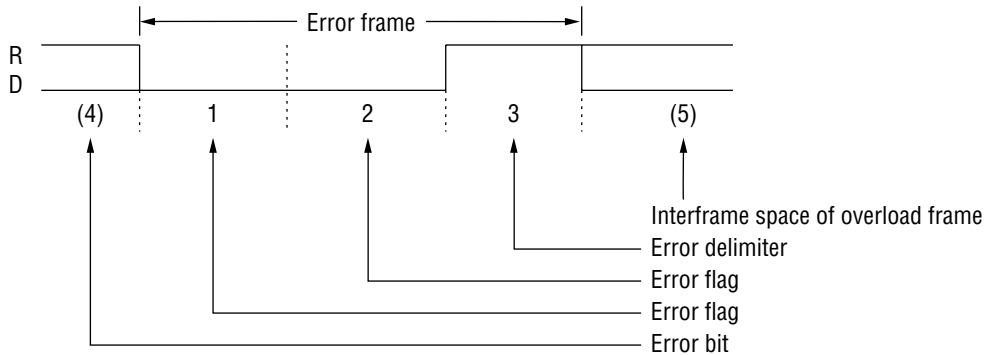 Error frame
R
D
(4) 1 2 3 (5)
Interframe space of overload frame
Error delimiter
Error flag
Error flag
Error bit